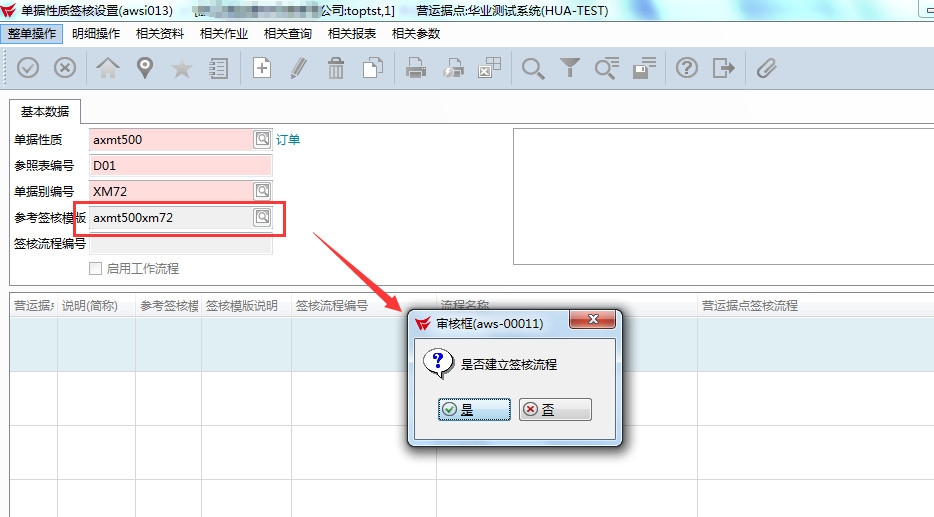 单据性质签核设置(awsi013) 公司:toptst,1] 营运据点:华业测试系统(HUA-TEST)
整单操作 明细操作 相关资料 相关作业 相关查询 相关报表 相关参数
基本数据
单据性质 axmt500 订单
参照表编号 D01
单据别编号 XM72
参考签核模版 axmt500xm72
签核流程编号
启用工作流程
营运据点 说明(简称) 参考签核模 签核模版说明 签核流程编号 流程名称 营运据点签核流程
审核框(aws-00011)
是否建立签核流程
是 否